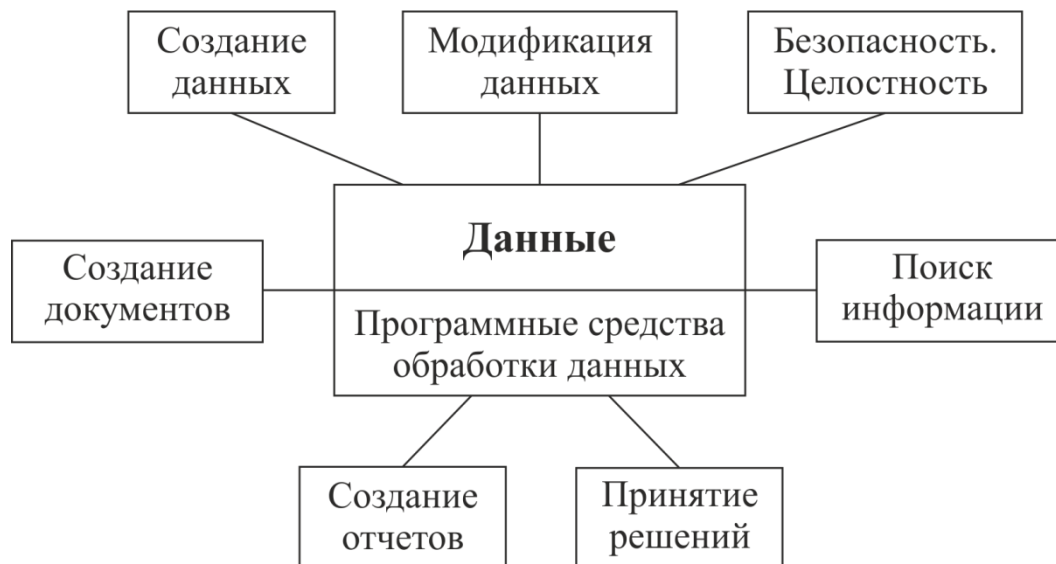 Создание
данных
Модификация
данных
Безопасность.
Целостность
Данные
Создание
документов
Поиск
информации
Программные средства
обработки данных
Создание
отчетов
Принятие
решений